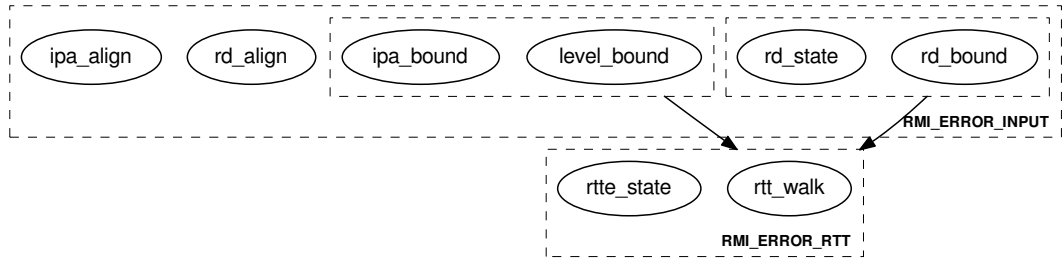 ipa_align rd_align ipa_bound level_bound rd_state rd_bound
RMI_ERROR_INPUT
rtte_state rtt_walk
RMI_ERROR_RTT